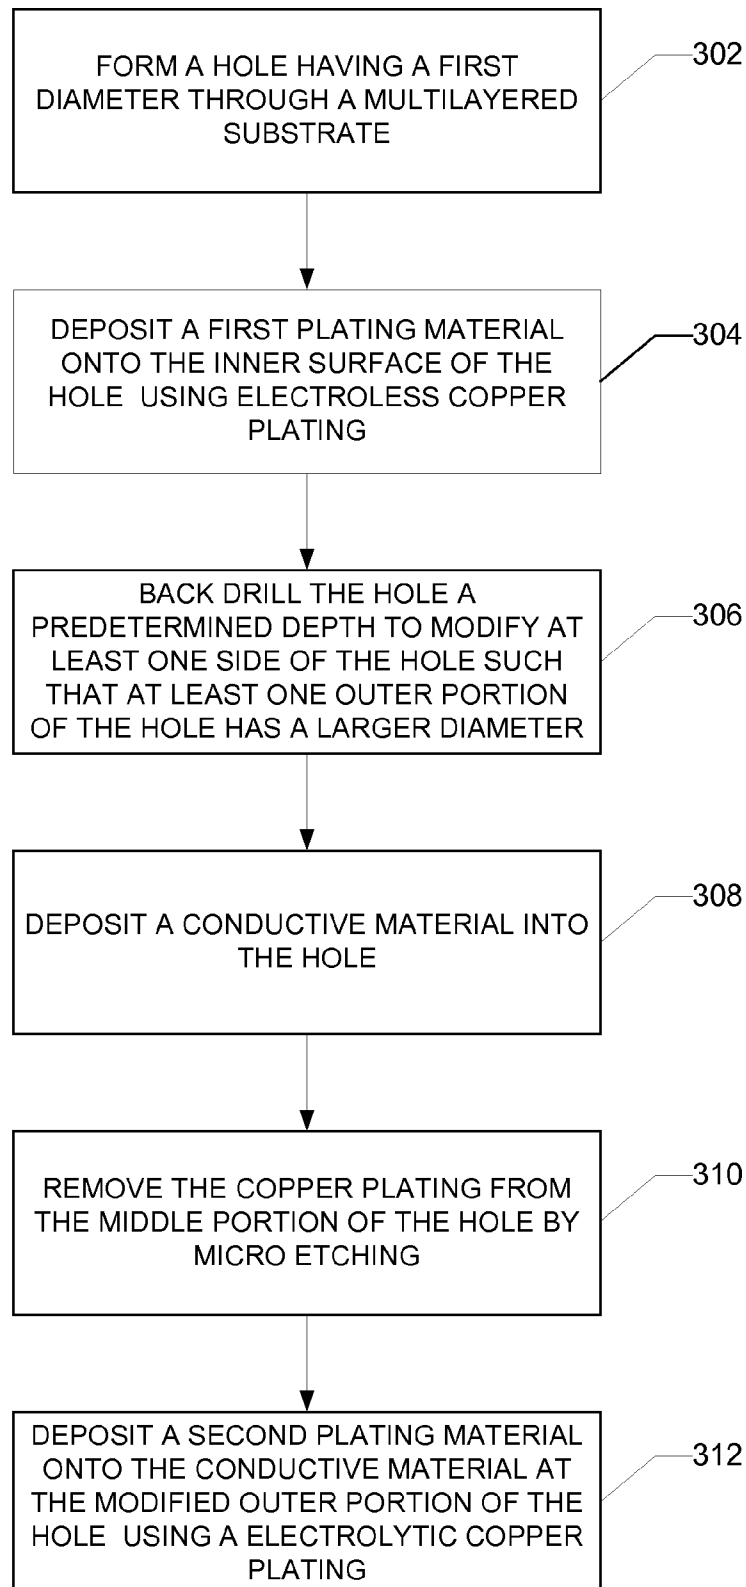 FORM A HOLE HAVING A FIRST
DIAMETER THROUGH A MULTILAYERED
SUBSTRATE
302
DEPOSIT A FIRST PLATING MATERIAL
ONTO THE INNER SURFACE OF THE
HOLE USING ELECTROLESS COPPER
PLATING
304
BACK DRILL THE HOLE A
PREDETERMINED DEPTH TO MODIFY AT
LEAST ONE SIDE OF THE HOLE SUCH
THAT AT LEAST ONE OUTER PORTION
OF THE HOLE HAS A LARGER DIAMETER
306
DEPOSIT A CONDUCTIVE MATERIAL INTO
THE HOLE
308
REMOVE THE COPPER PLATING FROM
THE MIDDLE PORTION OF THE HOLE BY
MICRO ETCHING
310
DEPOSIT A SECOND PLATING MATERIAL
ONTO THE CONDUCTIVE MATERIAL AT
THE MODIFIED OUTER PORTION OF THE
HOLE USING A ELECTROLYTIC COPPER
PLATING
312